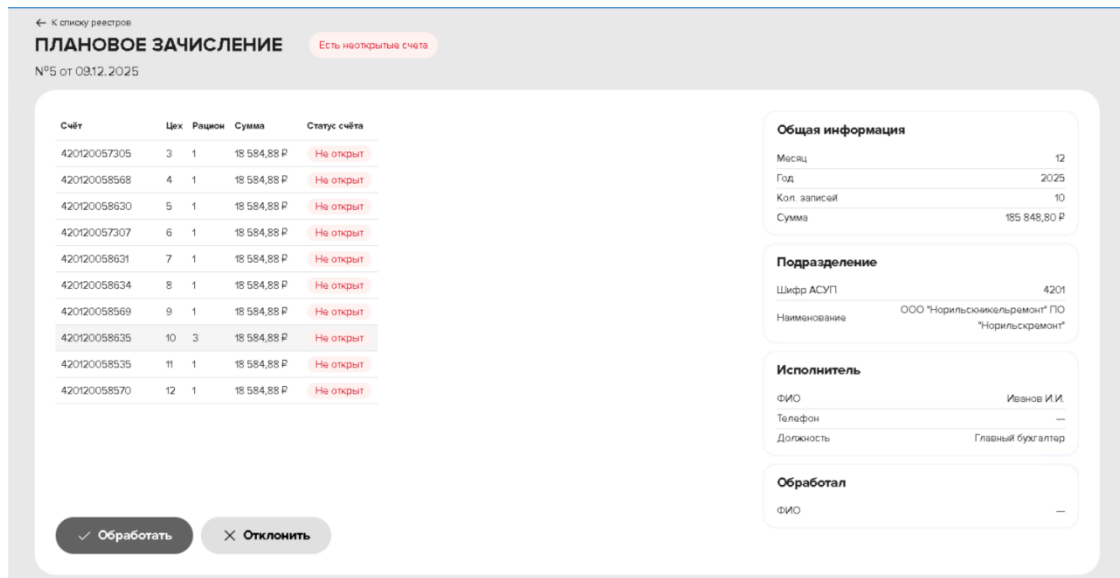 ← К списку реестров
ПЛАНОВОЕ ЗАЧИСЛЕНИЕ Есть неоткрытые счета
№5 от 09.12.2025
Счёт Цех Рацион Сумма Статус счёта
420120057305 3 1 18 584,88 ₽ Не открыт
420120058568 4 1 18 584,88 ₽ Не открыт
420120058630 5 1 18 584,88 ₽ Не открыт
420120057307 6 1 18 584,88 ₽ Не открыт
420120058631 7 1 18 584,88 ₽ Не открыт
420120058634 8 1 18 584,88 ₽ Не открыт
420120058569 9 1 18 584,88 ₽ Не открыт
420120058635 10 3 18 584,88 ₽ Не открыт
420120058535 11 1 18 584,88 ₽ Не открыт
420120058570 12 1 18 584,88 ₽ Не открыт
Обработать Отклонить
Общая информация
Месяц 12
Год 2025
Кол. записей 10
Сумма 185 848,80 ₽
Подразделение
Шифр АСУП 4201
Наименование ООО "Норильскникельремонт" ПО
"Норильскремонт"
Исполнитель
ФИО Иванов И.И.
Телефон —
Должность Главный бухгалтер
Обработал
ФИО —